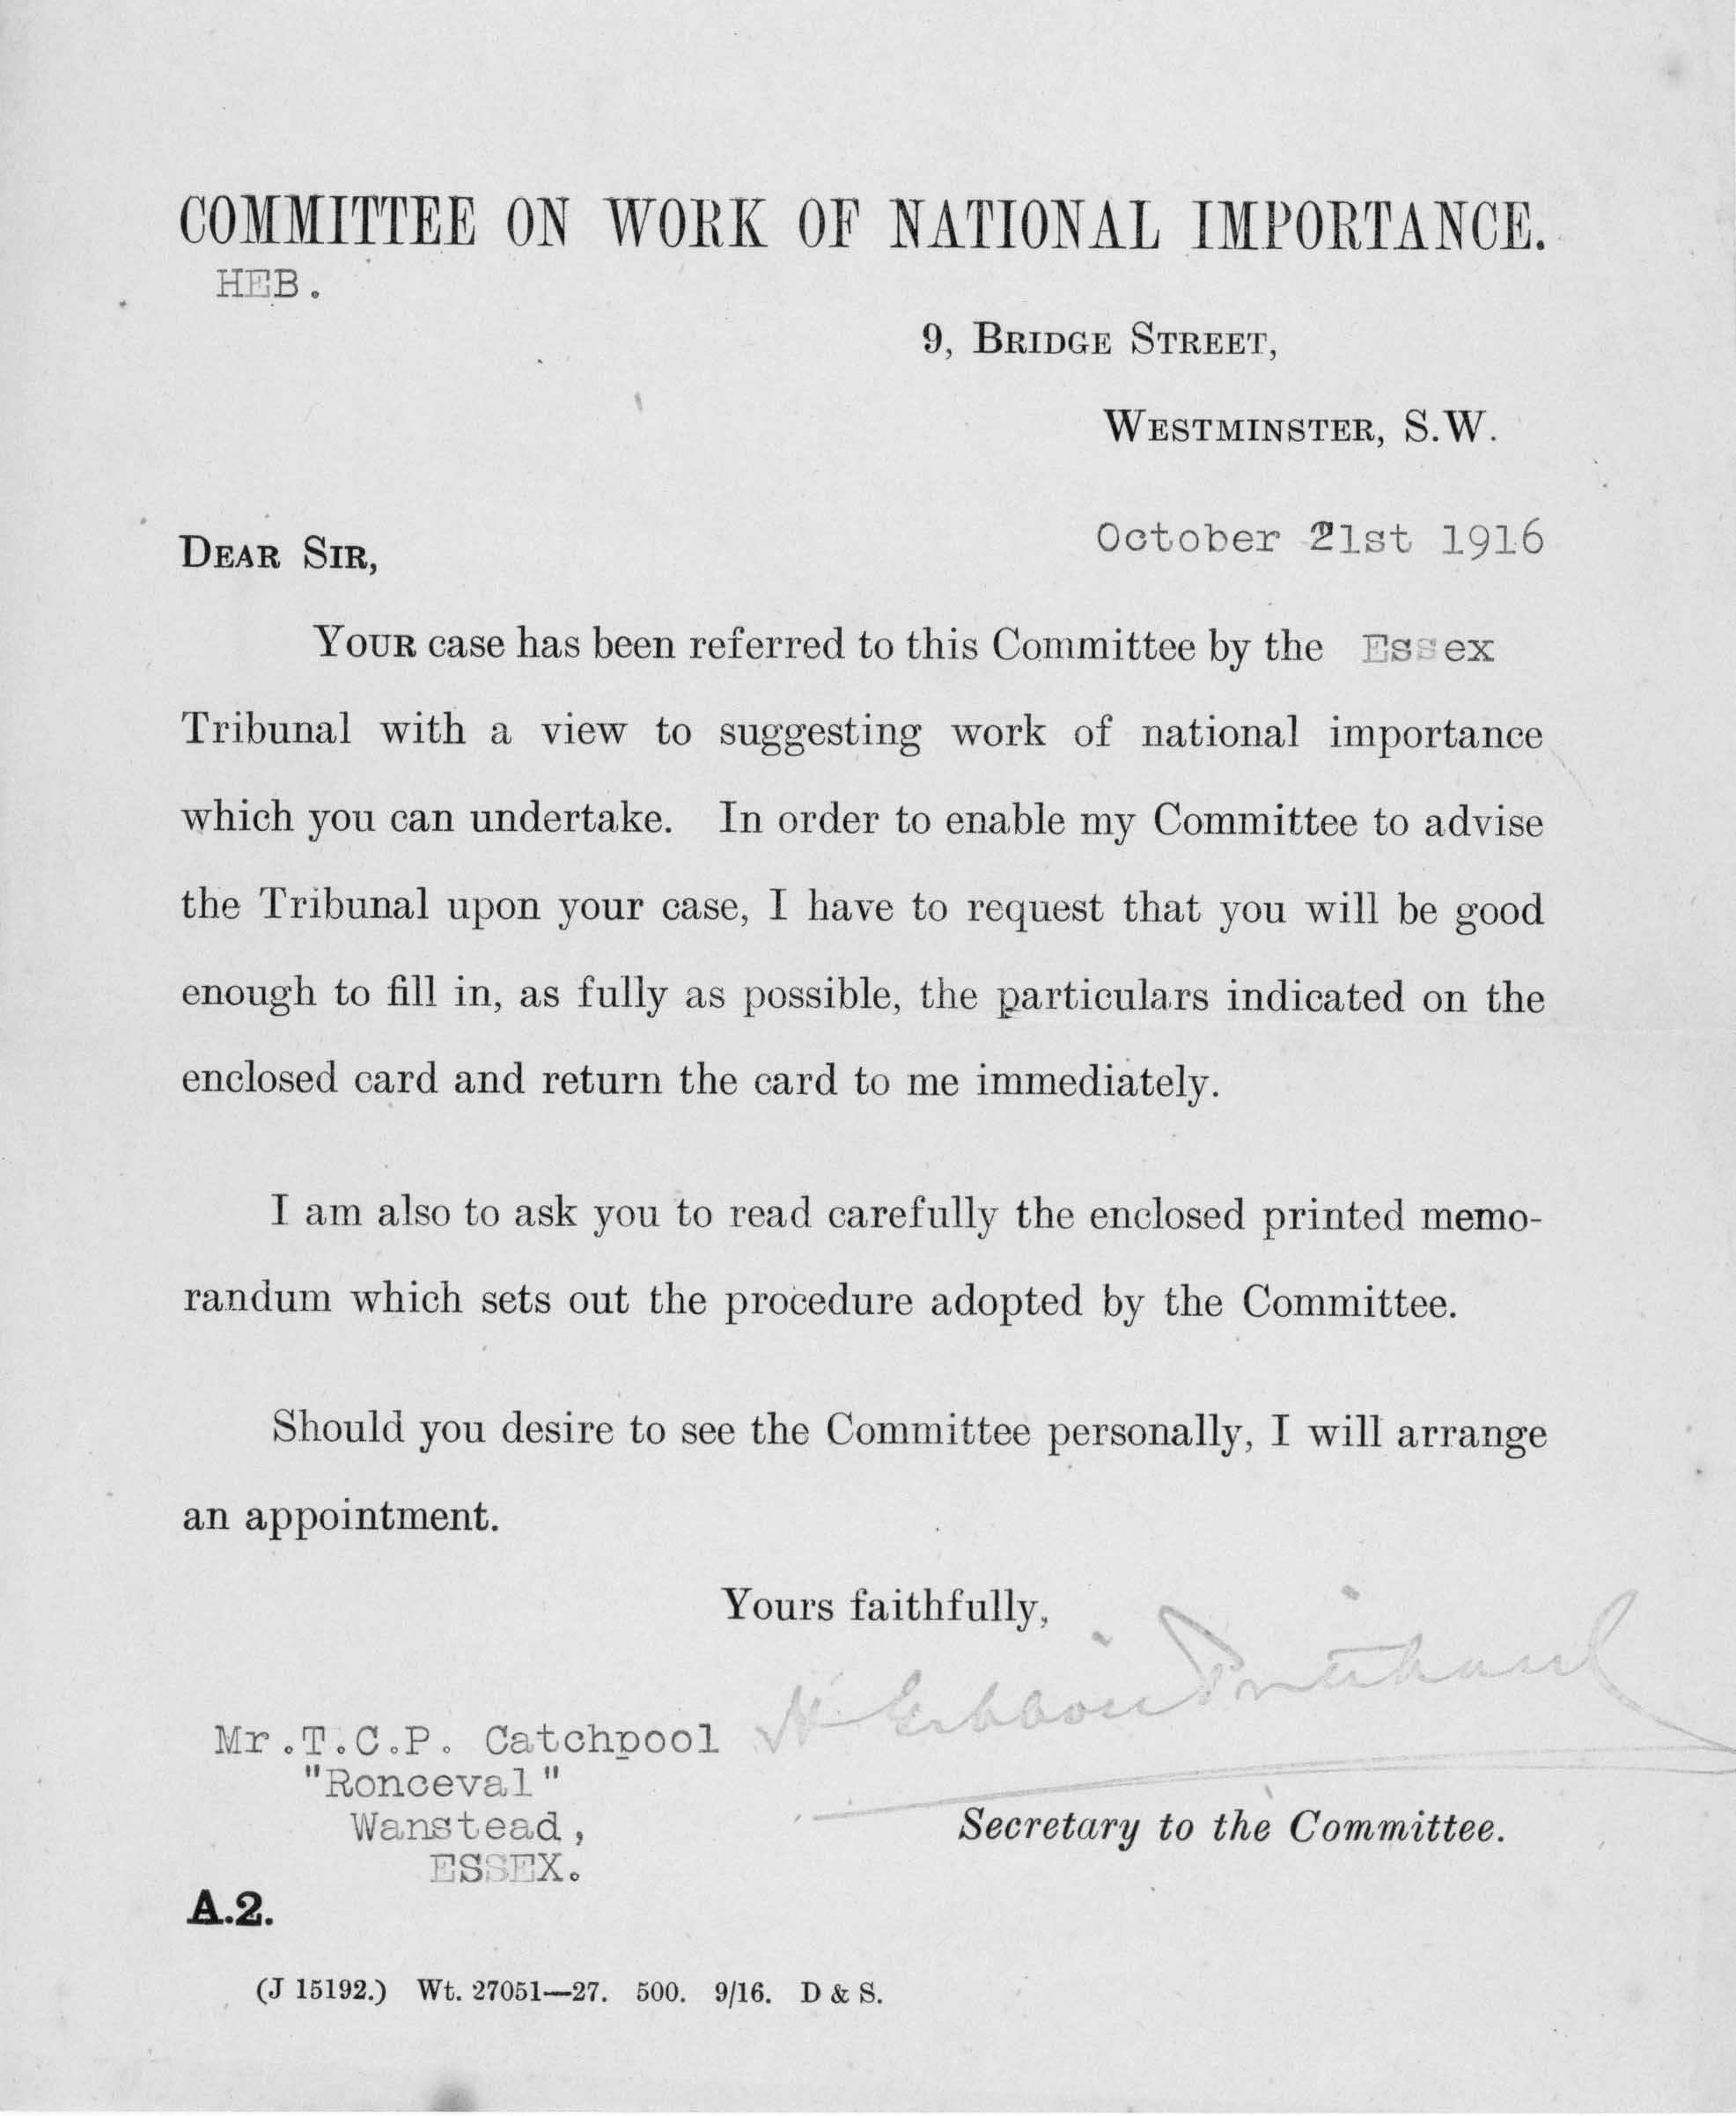 COMMITTEE ON WORK OF NATIONAL IMPORTANCE.
HEB.
9, BRIDGE STREET,
WESTMINSTER, S.W.
October 21st 1916
DEAR SIR,
YOUR case has been referred to this Committee by the Essex
Tribunal with a view to suggesting work of national importance
which you can undertake. In order to enable my Committee to advise
the Tribunal upon your case, I have to request that you will be good
enough to fill in, as fully as possible, the particulars indicated on the
enclosed card and return the card to me immediately.
I am also to ask you to read carefully the enclosed printed memo-
randum which sets out the procedure adopted by the Committee.
Should you desire to see the Committee personally, I will arrange
an appointment.
Yours faithfully,
Mr.T.C.P. Catchpool
"Ronceval"
Wanstead,
ESSEX.
Secretary to the Committee.
A.2.
(J 15192.) Wt. 27051—27. 500. 9/16. D & S.